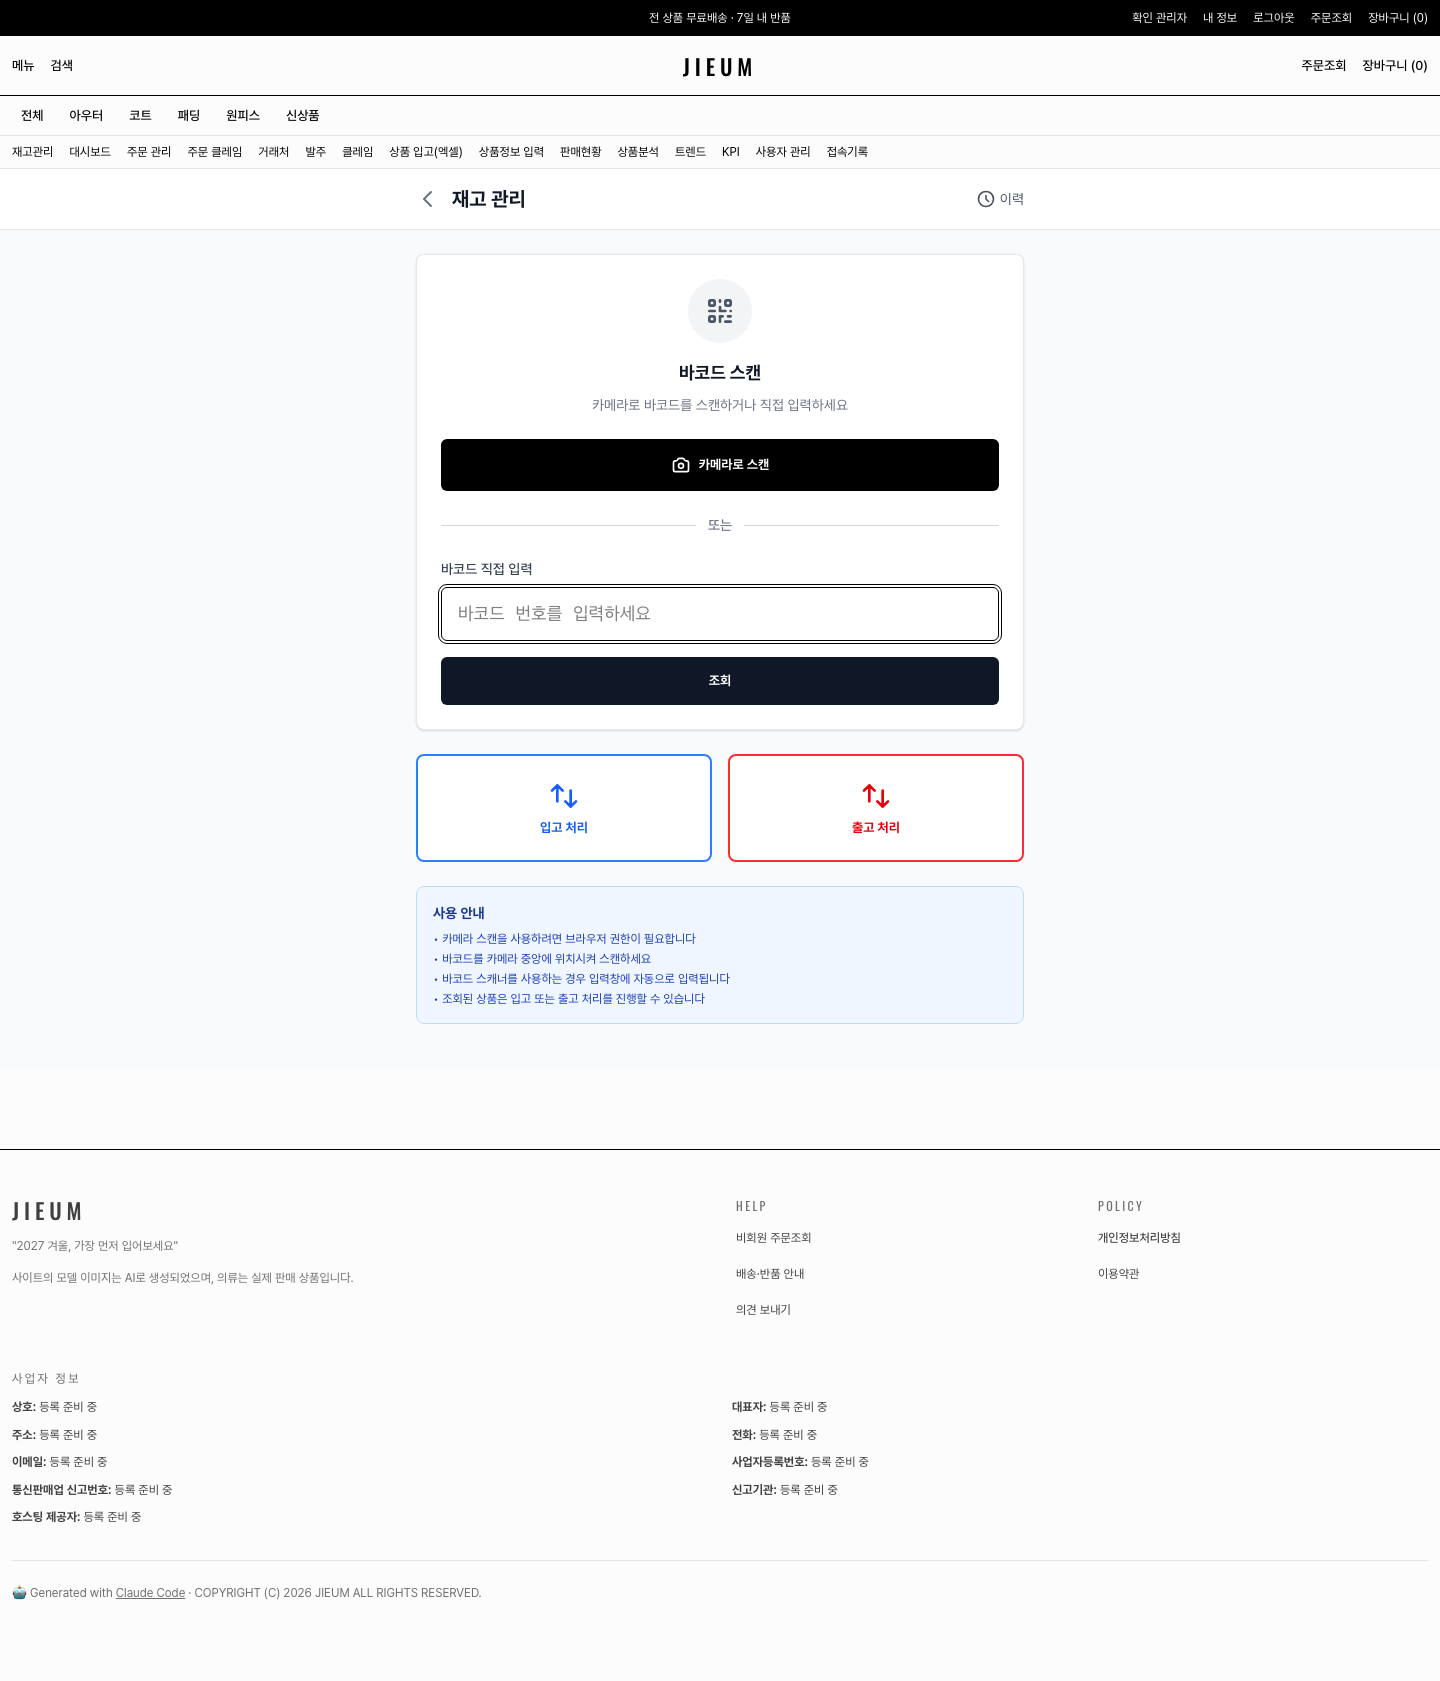 전 상품 무료배송 · 7일 내 반품
확인 관리자 내 정보 로그아웃 주문조회 장바구니 (0)
메뉴 검색
JIEUM
주문조회 장바구니 (0)
전체 아우터 코트 패딩 원피스 신상품
재고관리 대시보드 주문 관리 주문 클레임 거래처 발주 클레임 상품 입고(엑셀) 상품정보 입력 판매현황 상품분석 트렌드 KPI 사용자 관리 접속기록
재고 관리
이력
바코드 스캔
카메라로 바코드를 스캔하거나 직접 입력하세요
카메라로 스캔
또는
바코드 직접 입력
바코드 번호를 입력하세요
조회
입고 처리
출고 처리
사용 안내
• 카메라 스캔을 사용하려면 브라우저 권한이 필요합니다
• 바코드를 카메라 중앙에 위치시켜 스캔하세요
• 바코드 스캐너를 사용하는 경우 입력창에 자동으로 입력됩니다
• 조회된 상품은 입고 또는 출고 처리를 진행할 수 있습니다
JIEUM
"2027 겨울, 가장 먼저 입어보세요"
사이트의 모델 이미지는 AI로 생성되었으며, 의류는 실제 판매 상품입니다.
HELP
비회원 주문조회
배송·반품 안내
의견 보내기
POLICY
개인정보처리방침
이용약관
사업자 정보
상호: 등록 준비 중
대표자: 등록 준비 중
주소: 등록 준비 중
전화: 등록 준비 중
이메일: 등록 준비 중
사업자등록번호: 등록 준비 중
통신판매업 신고번호: 등록 준비 중
신고기관: 등록 준비 중
호스팅 제공자: 등록 준비 중
🤖 Generated with Claude Code · COPYRIGHT (C) 2026 JIEUM ALL RIGHTS RESERVED.